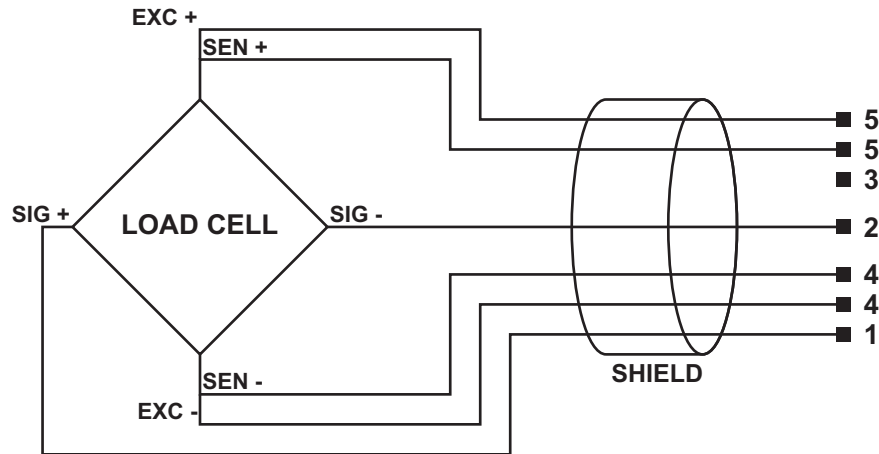 EXC +
SEN +
5
5
3
SIG +
LOAD CELL
SIG -
2
4
4
1
SEN -
EXC -
SHIELD